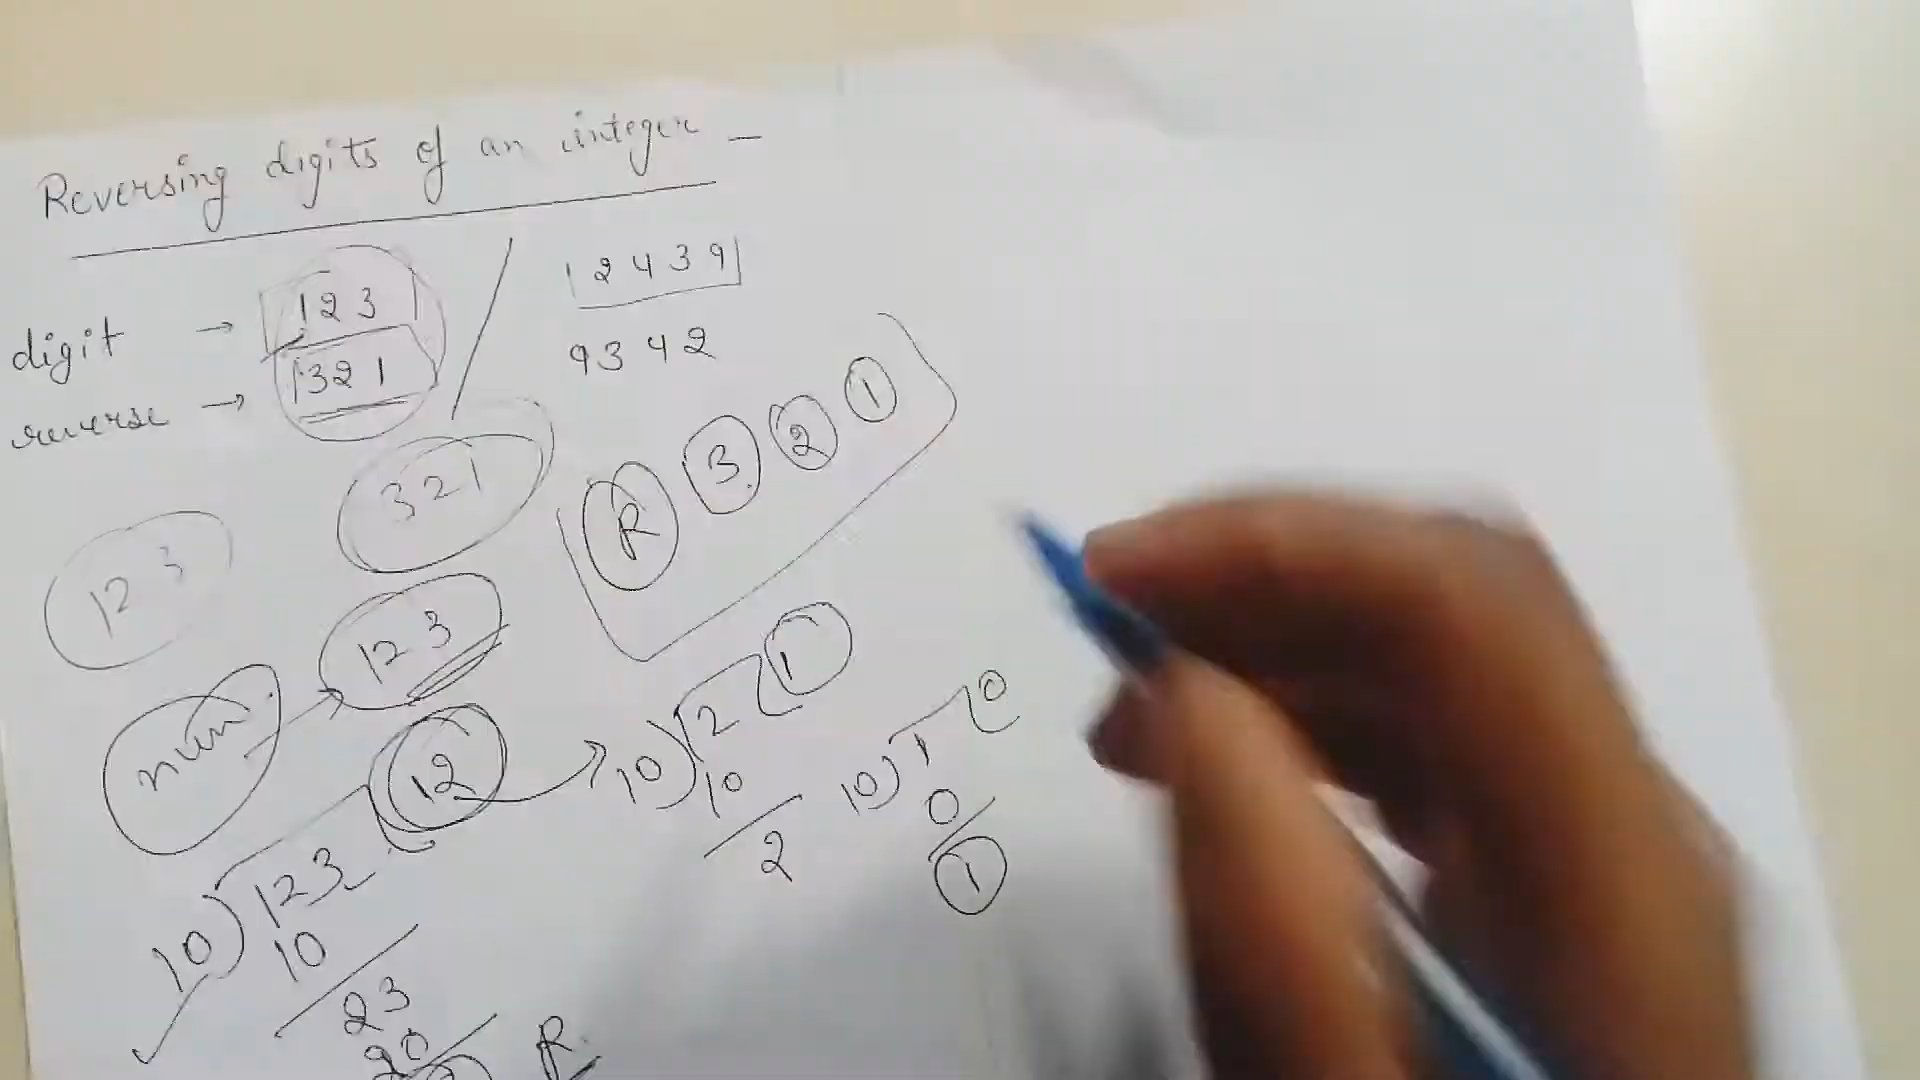 Reversing digits of an integer -
digit → 123
reverse → 321
12439
9342
321
R 3 2 1
123
num → 123
12
10) 123
10
23
20
R
10) 2 1
10
2
10) 1 0
0
1